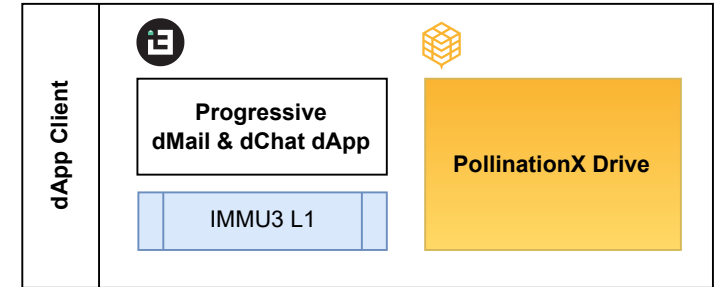 dApp Client
Progressive
dMail & dChat dApp
IMMU3 L1
PollinationX Drive